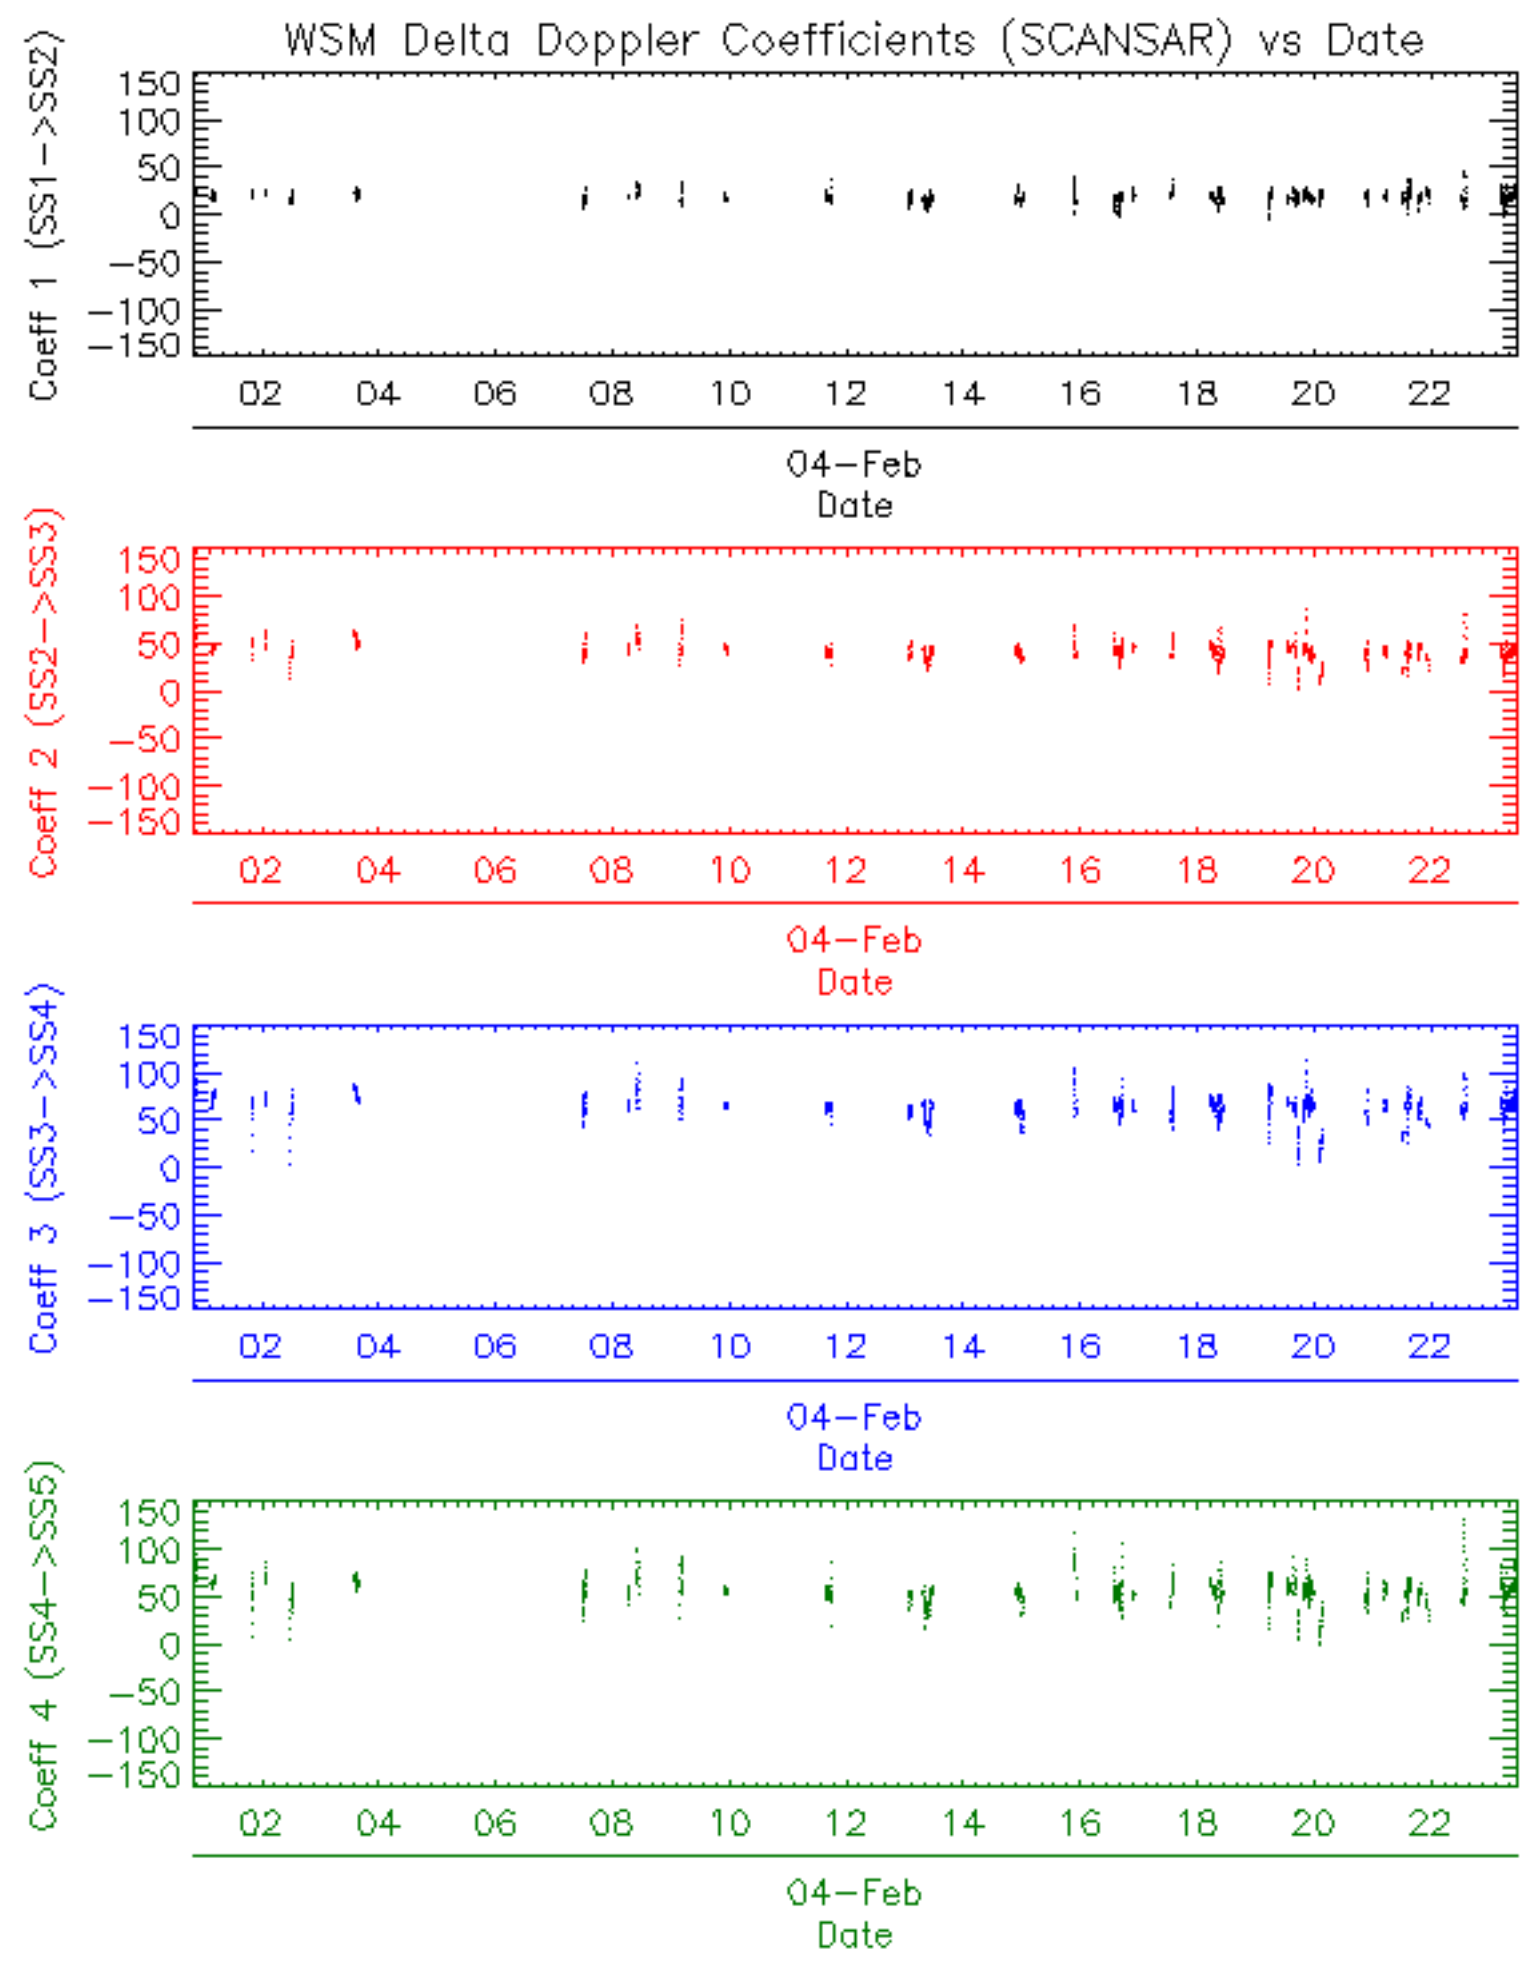 WSM Delta Doppler Coefficients (SCANSAR) vs Date
Coeff 1 (SS1->SS2)
150
100
50
0
-50
-100
-150
02 04 06 08 10 12 14 16 18 20 22
04-Feb
Date
Coeff 2 (SS2->SS3)
150
100
50
0
-50
-100
-150
02 04 06 08 10 12 14 16 18 20 22
04-Feb
Date
Coeff 3 (SS3->SS4)
150
100
50
0
-50
-100
-150
02 04 06 08 10 12 14 16 18 20 22
04-Feb
Date
Coeff 4 (SS4->SS5)
150
100
50
0
-50
-100
-150
02 04 06 08 10 12 14 16 18 20 22
04-Feb
Date